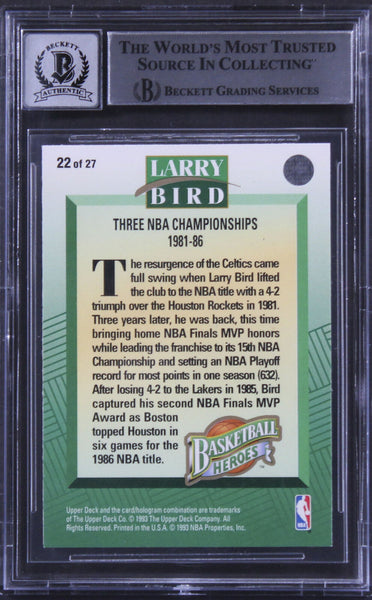 BECKETT
AUTHENTIC
THE WORLD'S MOST TRUSTED
SOURCE IN COLLECTING
BECKETT GRADING SERVICES
22 of 27
LARRY
BIRD
THREE NBA CHAMPIONSHIPS
1981-86
The resurgence of the Celtics came
full swing when Larry Bird lifted
the club to the NBA title with a 4-2
triumph over the Houston Rockets in 1981.
Three years later, he was back, this time
bringing home NBA Finals MVP honors
while leading the franchise to its 15th NBA
Championship and setting an NBA Playoff
record for most points in one season (632).
After losing 4-2 to the Lakers in 1985, Bird
captured his second NBA Finals MVP
Award as Boston
topped Houston in
six games for the
1986 NBA title.
BASKETBALL
HEROES™
Upper Deck and the card/hologram combination are trademarks
of The Upper Deck Co. © 1993 The Upper Deck Company. All
Rights Reserved. Printed in the U.S.A. © 1993 NBA Properties, Inc.
NBA